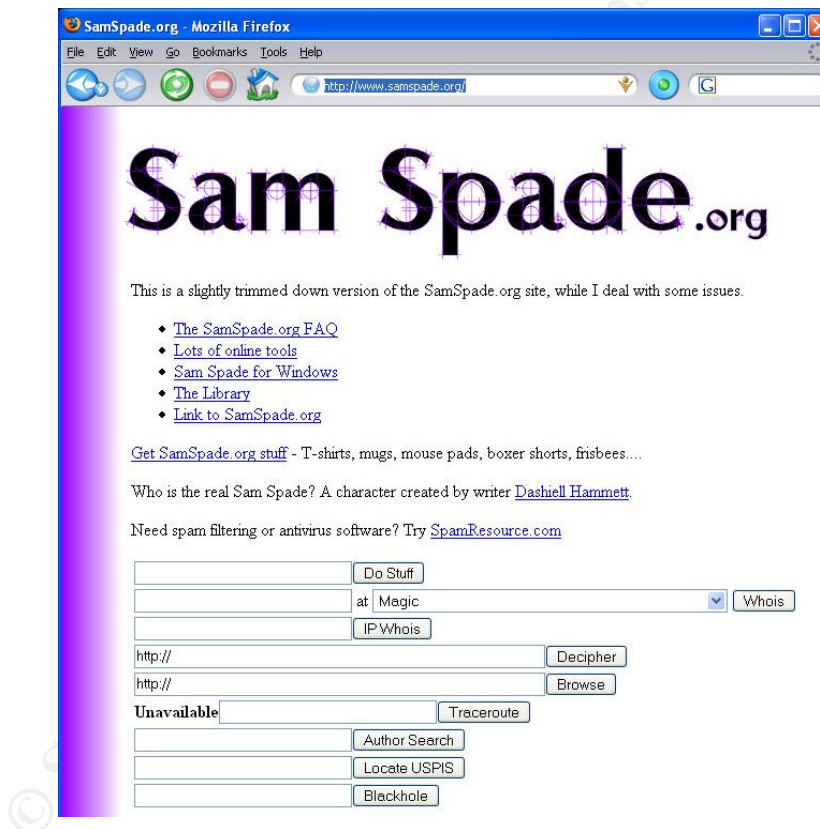 SamSpade.org - Mozilla Firefox
File Edit View Go Bookmarks Tools Help
http://www.samspade.org/ G
Sam Spade.org
This is a slightly trimmed down version of the SamSpade.org site, while I deal with some issues.
The SamSpade.org FAQ
Lots of online tools
Sam Spade for Windows
The Library
Link to SamSpade.org
Get SamSpade.org stuff - T-shirts, mugs, mouse pads, boxer shorts, frisbees....
Who is the real Sam Spade? A character created by writer Dashiell Hammett.
Need spam filtering or antivirus software? Try SpamResource.com
Do Stuff
at Magic Whois
IP Whois
http:// Decipher
http:// Browse
Unavailable Traceroute
Author Search
Locate USPIS
Blackhole
©